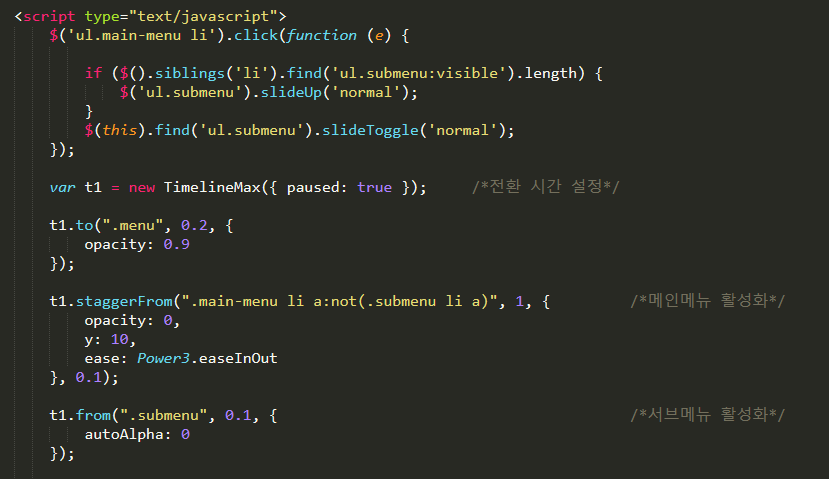 <script type="text/javascript">
$('ul.main-menu li').click(function (e) {
if ($().siblings('li').find('ul.submenu:visible').length) {
$('ul.submenu').slideUp('normal');
}
$(this).find('ul.submenu').slideToggle('normal');
});
var t1 = new TimelineMax({ paused: true }); /*전환 시간 설정*/
t1.to(".menu", 0.2, {
opacity: 0.9
});
t1.staggerFrom(".main-menu li a:not(.submenu li a)", 1, { /*메인메뉴 활성화*/
opacity: 0,
y: 10,
ease: Power3.easeInOut
}, 0.1);
t1.from(".submenu", 0.1, { /*서브메뉴 활성화*/
autoAlpha: 0
});